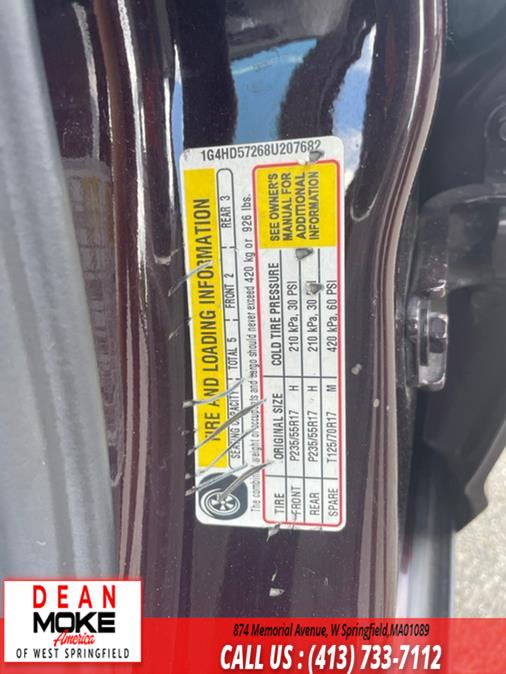 1G4HD57268U207682
TIRE AND LOADING INFORMATION
SEATING CAPACITY TOTAL 5 FRONT 2 REAR 3
The combined weight of occupants and cargo should never exceed 420 kg or 926 lbs.
TIRE ORIGINAL SIZE COLD TIRE PRESSURE
FRONT P235/55R17 H 210 kPa, 30 PSI
REAR P235/55R17 H 210 kPa, 30 PSI
SPARE T125/70R17 M 420 kPa, 60 PSI
SEE OWNER'S
MANUAL FOR
ADDITIONAL
INFORMATION
DEAN
MOKE
America
OF WEST SPRINGFIELD
874 Memorial Avenue, W Springfield,MA01089
CALL US : (413) 733-7112